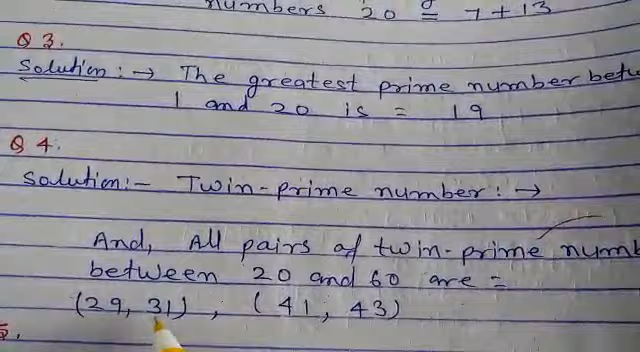 numbers 20 = 7 + 13
Q 3.
Solution :→ The greatest prime number betw
1 and 20 is = 19
Q 4.
Solution :- Twin-prime number : →
And, All pairs of twin-prime numb
between 20 and 60 are =
(29, 31) , ( 41, 43)
5.